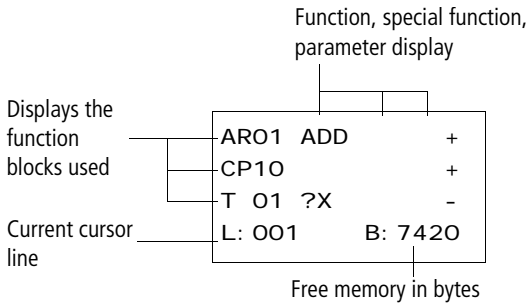 Function, special function,
parameter display
Displays the
function
blocks used
AR01 ADD +
CP10 +
T 01 ?X -
L: 001 B: 7420
Current cursor
line
Free memory in bytes